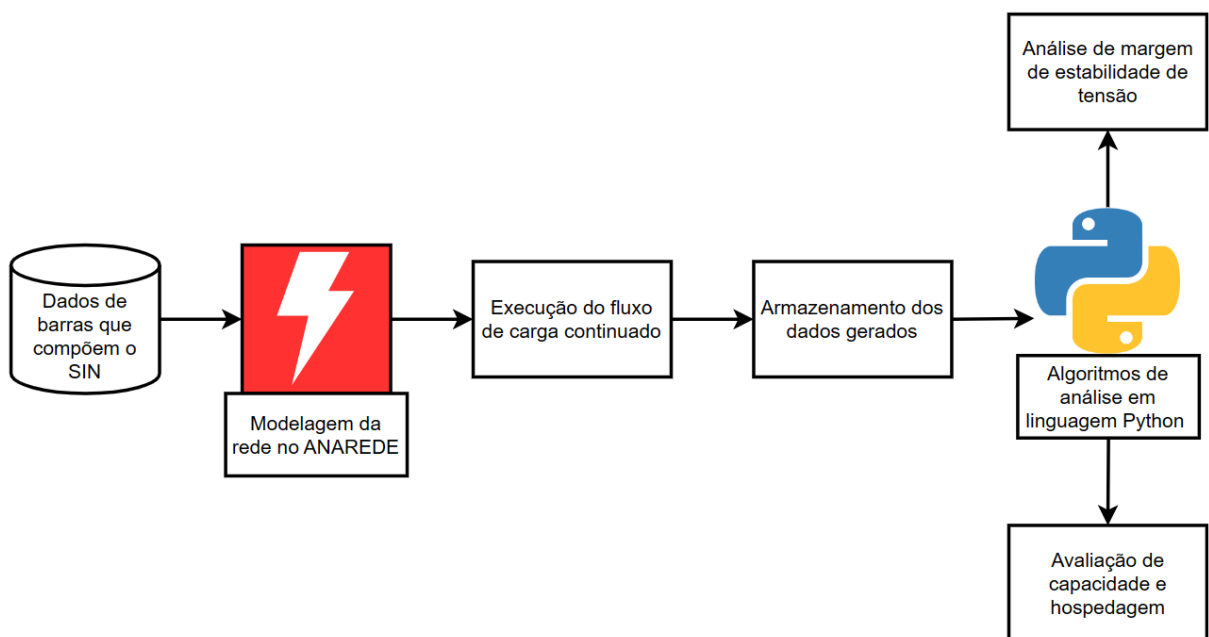 Dados de
barras que
compõem o
SIN
Modelagem da
rede no ANAREDE
Execução do fluxo
de carga continuado
Armazenamento dos
dados gerados
Análise de margem
de estabilidade de
tensão
Algoritmos de
análise em
linguagem Python
Avaliação de
capacidade e
hospedagem